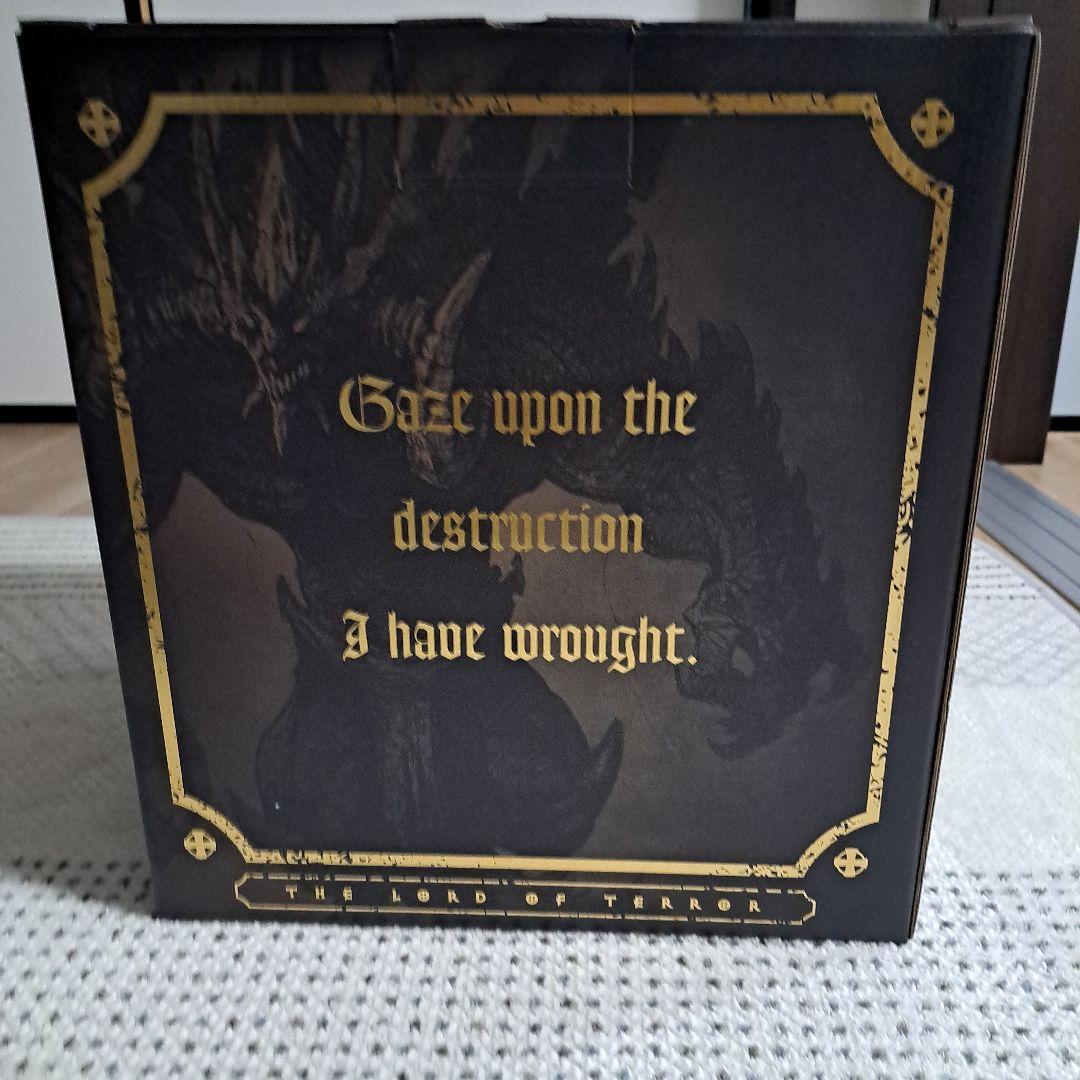 Gaze upon the
destruction
I have wrought.
THE LORD OF TERROR